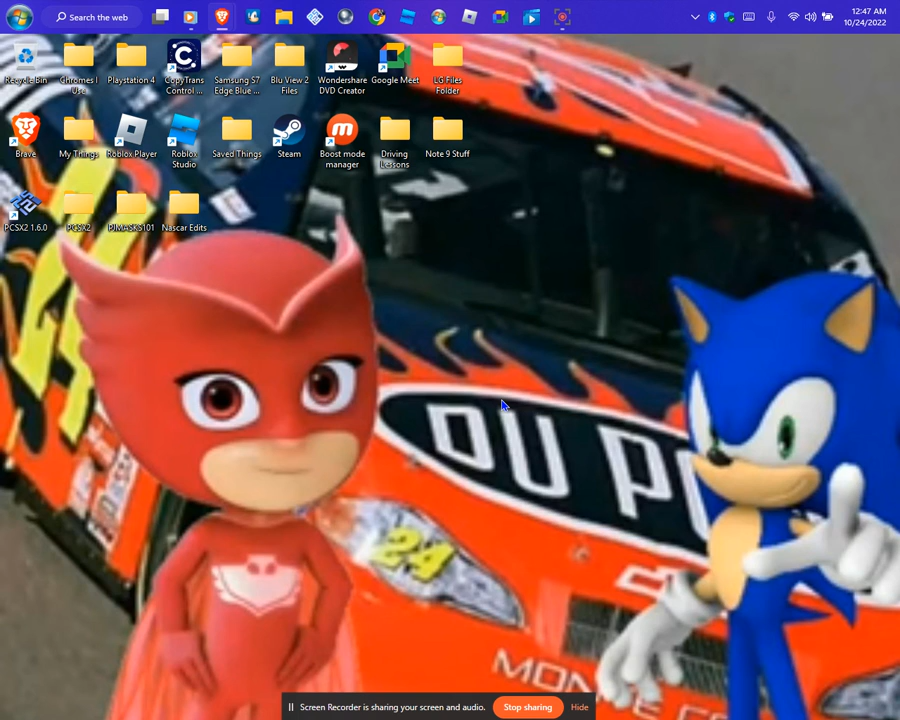 Search the web
12:47 AM
10/24/2022
Recycle Bin
Chromes I Use
Playstation 4
CopyTrans Control ...
Samsung S7 Edge Blue ...
Blu View 2 Files
Wondershare DVD Creator
Google Meet
LG Files Folder
Brave
My Things
Roblox Player
Roblox Studio
Saved Things
Steam
Boost mode manager
Driving Lessons
Note 9 Stuff
PCSX2 1.6.0
PCSX2
PJMASKS101
Nascar Edits
DU PO
24
MON
Screen Recorder is sharing your screen and audio.
Stop sharing
Hide